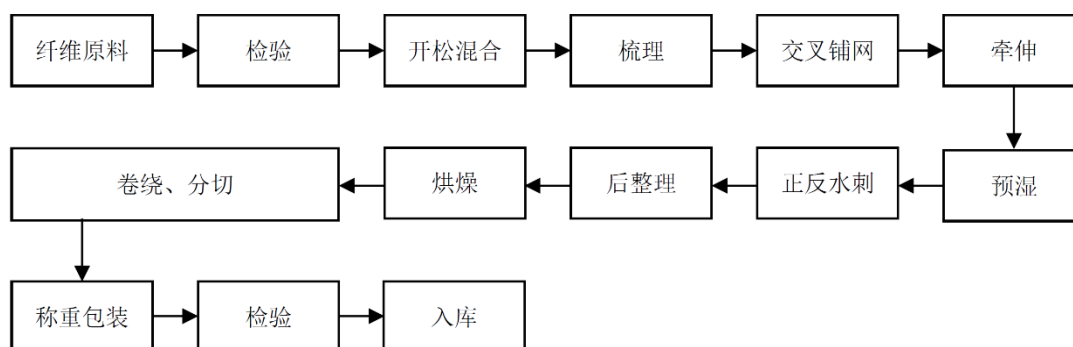 纤维原料
检验
开松混合
梳理
交叉铺网
牵伸
预湿
正反水刺
后整理
烘燥
卷绕、分切
称重包装
检验
入库